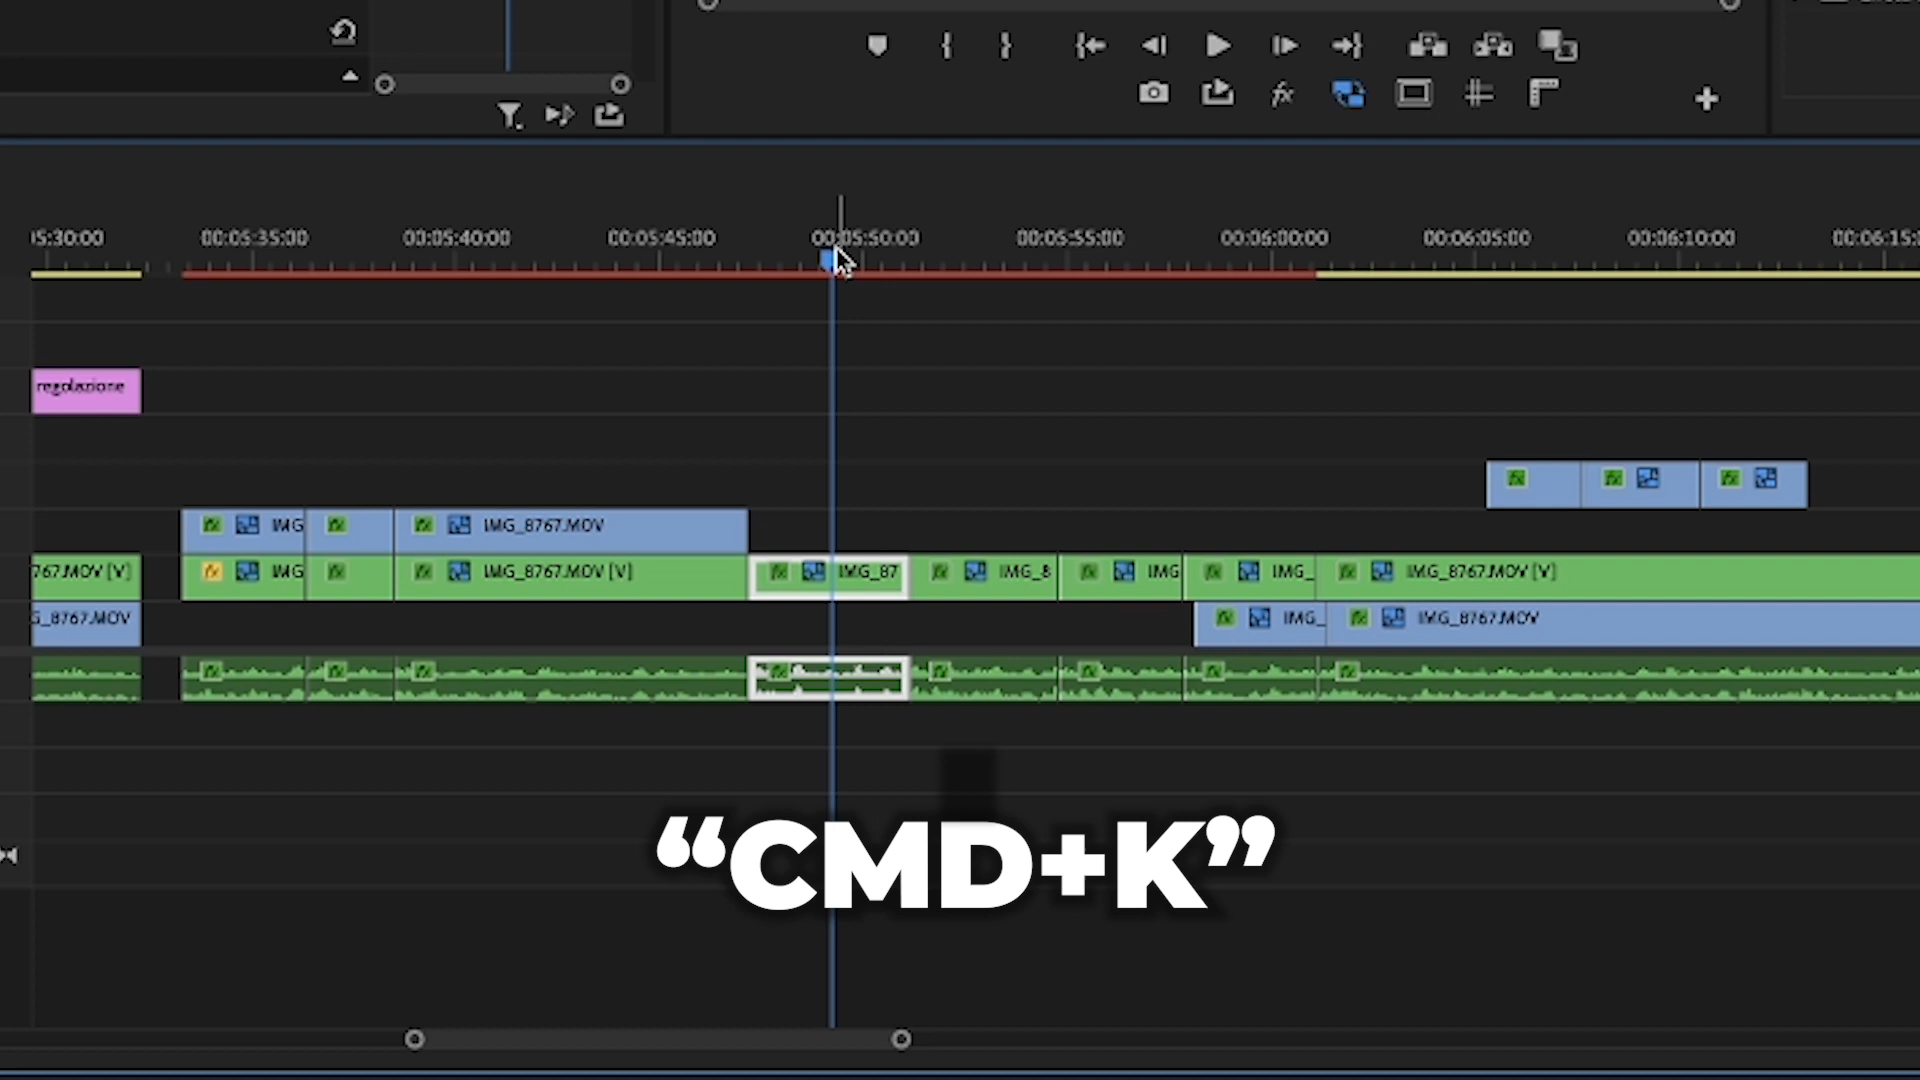 5:30:00 00:05:35:00 00:05:40:00 00:05:45:00 00:05:50:00 00:05:55:00 00:06:00:00 00:06:05:00 00:06:10:00 00:06:15:
regolazione
IMG IMG_8767.MOV
767.MOV [V] IMG IMG_8767.MOV [V] IMG_87 IMG_8 IMG IMG_ IMG_8767.MOV [V]
G_8767.MOV IMG_ IMG_8767.MOV
“CMD+K”